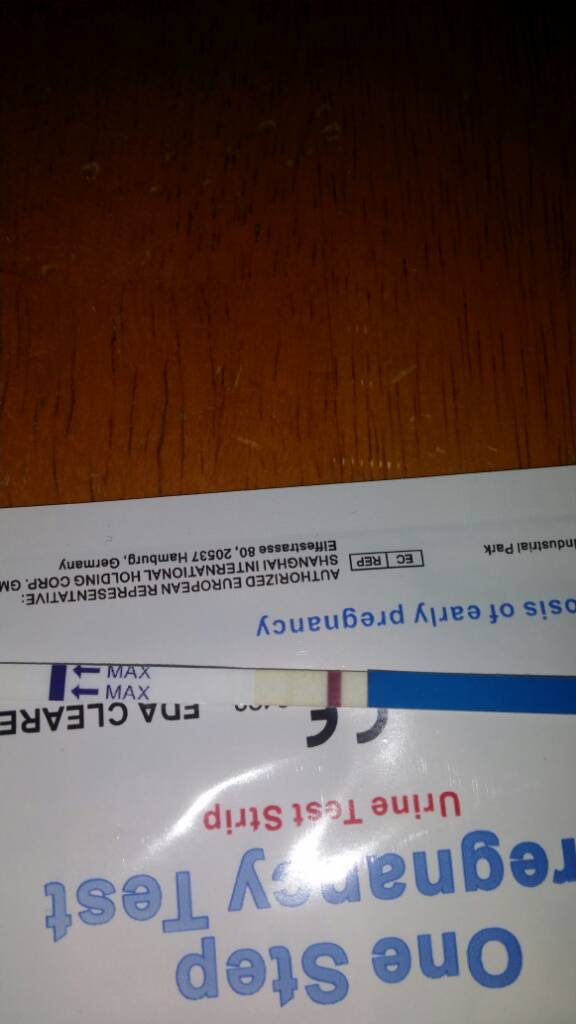 One Step
regnancy Test
Urine Test Strip
CE FDA CLEARE
MAX
MAX
osis of early pregnancy
EC REP
AUTHORIZED EUROPEAN REPRESENTATIVE:
SHANGHAI INTERNATIONAL HOLDING CORP. GM
Eiffestrasse 80, 20537 Hamburg, Germany
Industrial Park